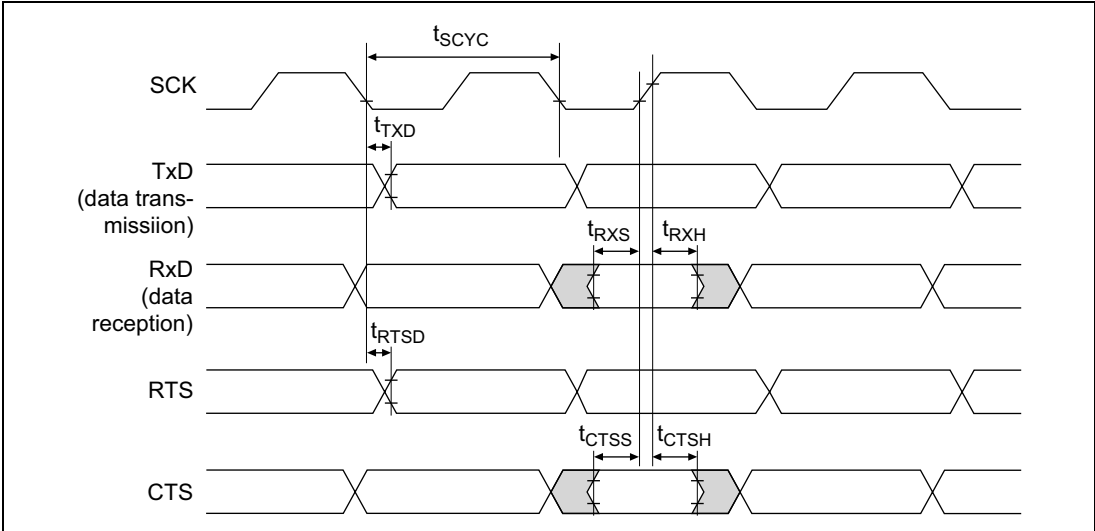 tSCYC
SCK
tTXD
TxD
(data trans-
missiion)
tRXS tRXH
RxD
(data
reception)
tRTSD
RTS
tCTSS tCTSH
CTS